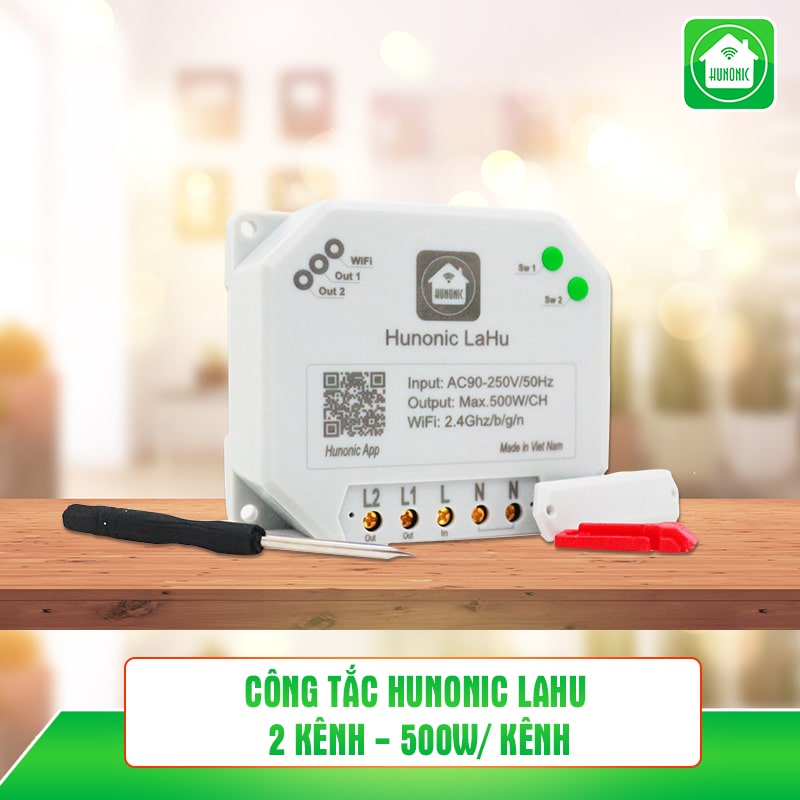 HUNONIC
WiFi
Out 1
Out 2
HUNONIC
Sw 1
Sw 2
Hunonic LaHu
Input: AC90-250V/50Hz
Output: Max.500W/CH
WiFi: 2.4Ghz/b/g/n
Hunonic App
Made in Viet Nam
L2 L1 L N N
Out Out In
CÔNG TẮC HUNONIC LAHU
2 KÊNH - 500W/ KÊNH